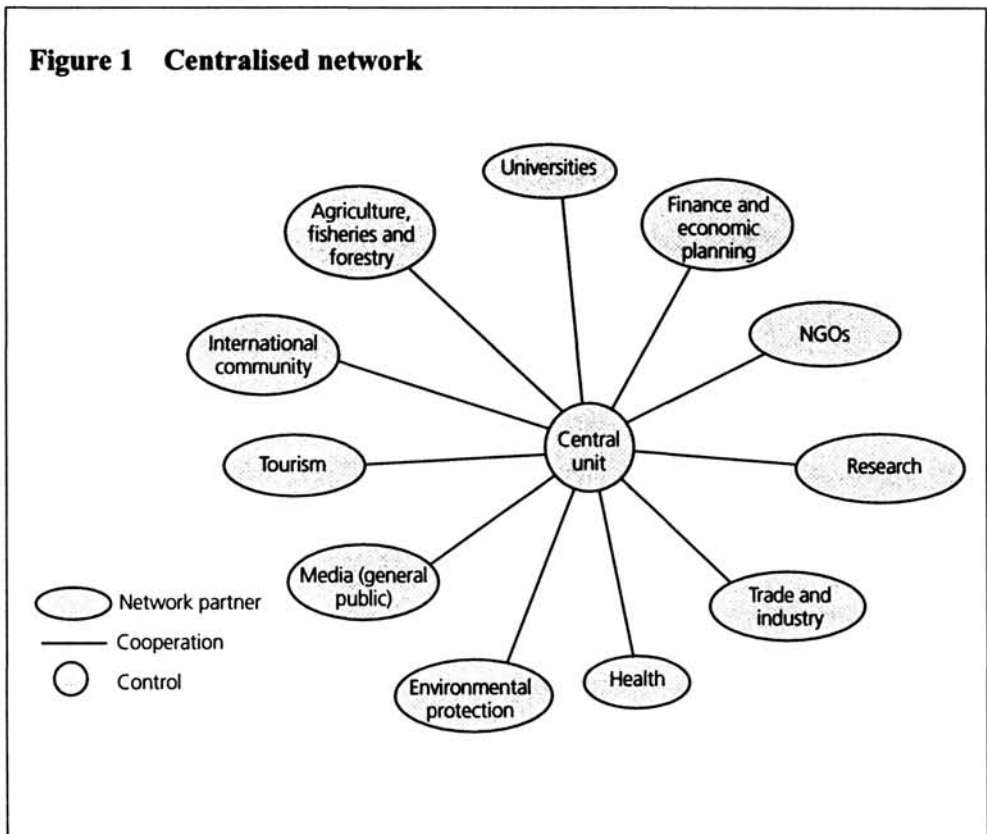 Figure 1 Centralised network
Universities
Finance and
economic
planning
Agriculture,
fisheries and
forestry
NGOs
International
community
Central
unit
Tourism
Research
Media (general
public)
Trade and
industry
Network partner
Cooperation
Control
Environmental
protection
Health